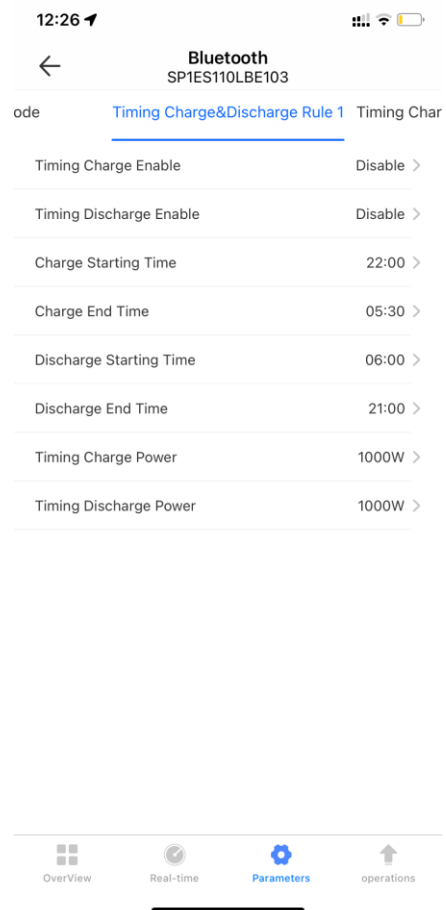 12:26
Bluetooth
SP1ES110LBE103
ode Timing Charge&Discharge Rule 1 Timing Char
Timing Charge Enable Disable
Timing Discharge Enable Disable
Charge Starting Time 22:00
Charge End Time 05:30
Discharge Starting Time 06:00
Discharge End Time 21:00
Timing Charge Power 1000W
Timing Discharge Power 1000W
OverView Real-time Parameters operations